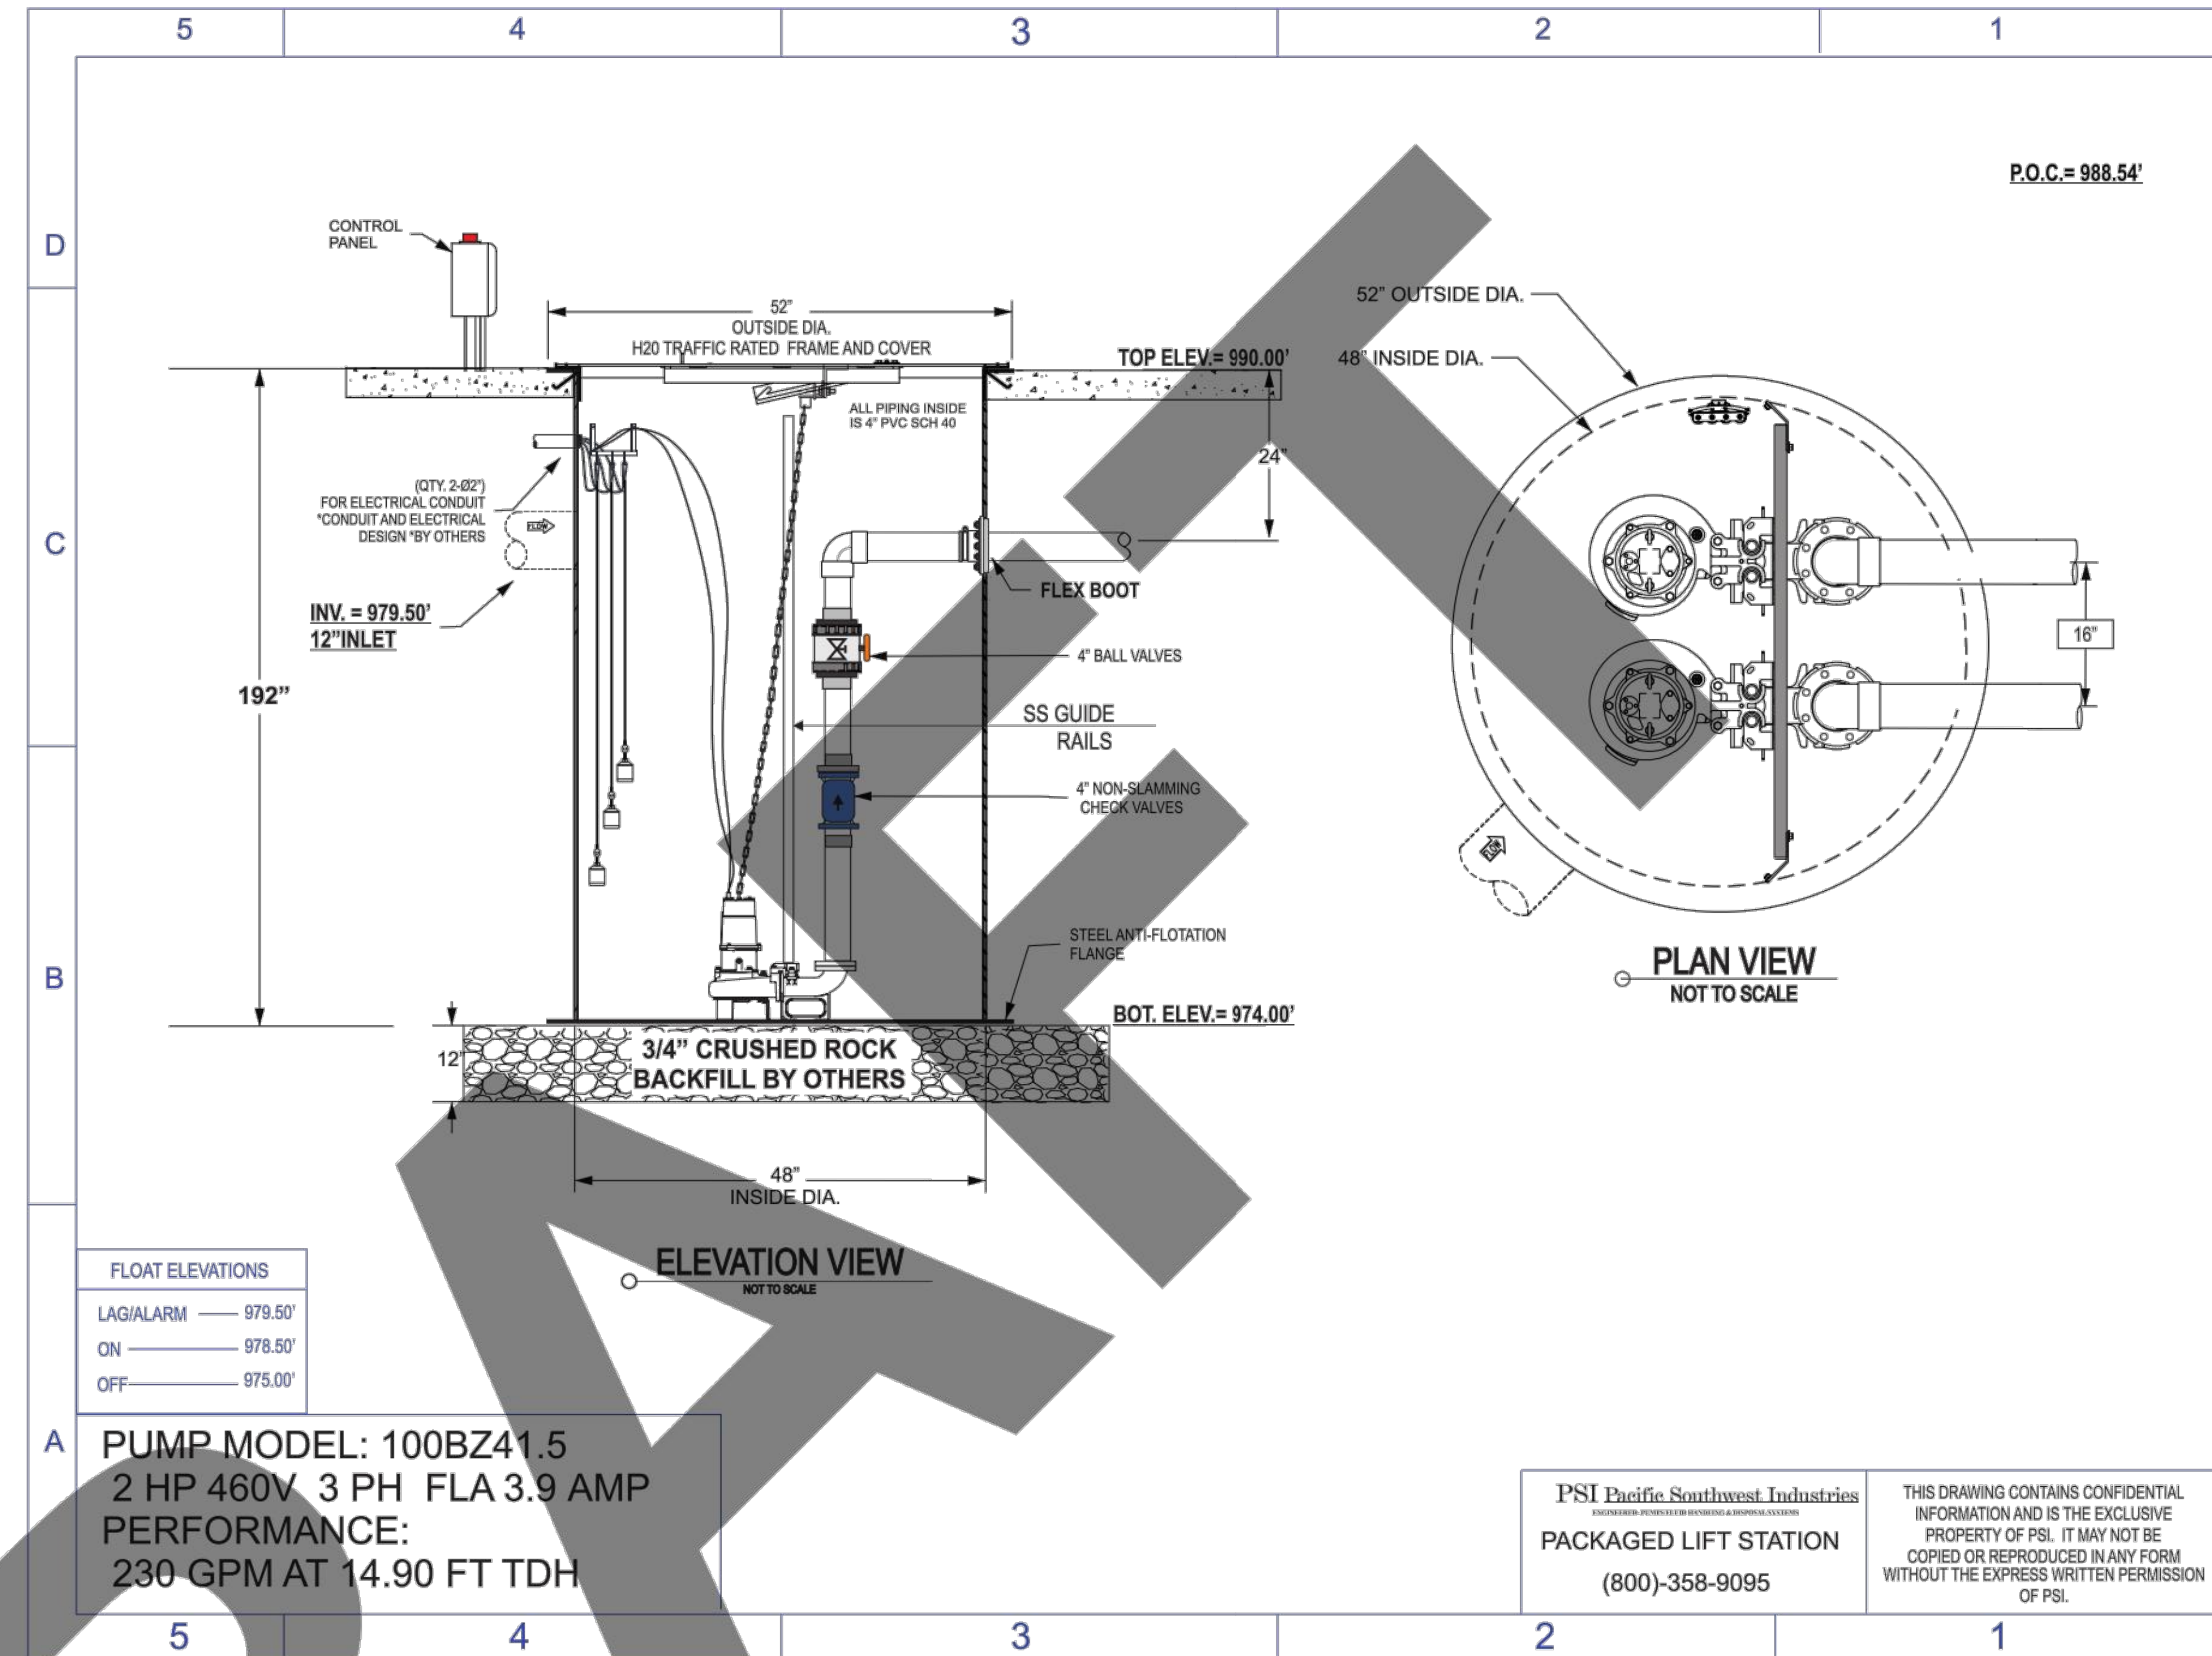 5 4 3 2 1
P.O.C.= 988.54'
D
CONTROL
PANEL
52"
OUTSIDE DIA.
H20 TRAFFIC RATED FRAME AND COVER
TOP ELEV.= 990.00'
52" OUTSIDE DIA.
48" INSIDE DIA.
ALL PIPING INSIDE
IS 4" PVC SCH 40
24"
(QTY. 2-Ø2")
FOR ELECTRICAL CONDUIT
*CONDUIT AND ELECTRICAL
DESIGN *BY OTHERS
FLOW
C
INV. = 979.50'
12"INLET
FLEX BOOT
4" BALL VALVES
16"
192"
SS GUIDE
RAILS
4" NON-SLAMMING
CHECK VALVES
FLOW
STEEL ANTI-FLOTATION
FLANGE
B
PLAN VIEW
NOT TO SCALE
BOT. ELEV.= 974.00'
12"
3/4" CRUSHED ROCK
BACKFILL BY OTHERS
48"
INSIDE DIA.
ELEVATION VIEW
NOT TO SCALE
FLOAT ELEVATIONS
LAG/ALARM 979.50'
ON 978.50'
OFF 975.00'
A
PUMP MODEL: 100BZ41.5
2 HP 460V 3 PH FLA 3.9 AMP
PERFORMANCE:
230 GPM AT 14.90 FT TDH
PSI Pacific Southwest Industries
ENGINEERED PUMPS FLUID HANDLING & DISPOSAL SYSTEMS
PACKAGED LIFT STATION
(800)-358-9095
THIS DRAWING CONTAINS CONFIDENTIAL
INFORMATION AND IS THE EXCLUSIVE
PROPERTY OF PSI. IT MAY NOT BE
COPIED OR REPRODUCED IN ANY FORM
WITHOUT THE EXPRESS WRITTEN PERMISSION
OF PSI.
5 4 3 2 1